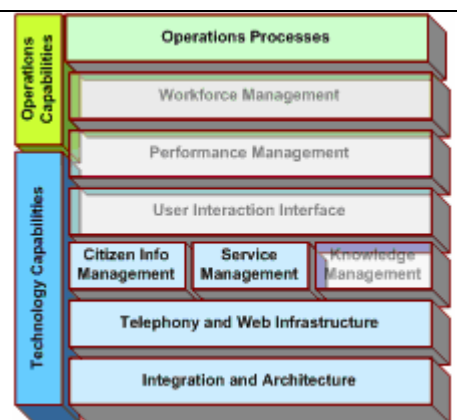 Operations
Capabilities
Operations Processes
Workforce Management
Performance Management
Technology Capabilities
User Interaction Interface
Citizen Info
Management
Service
Management
Knowledge
Management
Telephony and Web Infrastructure
Integration and Architecture